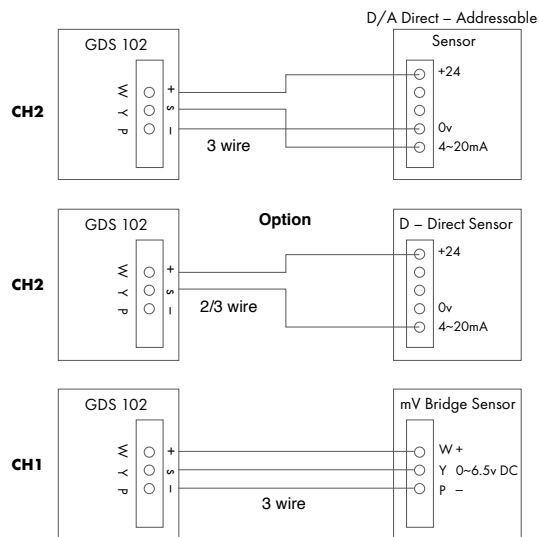 D/A Direct – Addressable
Sensor
GDS 102
CH2
W +
Y s
P –
3 wire
+24
0v
4~20mA
Option
GDS 102
CH2
W +
Y s
P –
2/3 wire
D – Direct Sensor
+24
0v
4~20mA
GDS 102
CH1
W +
Y s
P –
3 wire
mV Bridge Sensor
W +
Y 0~6.5v DC
P –